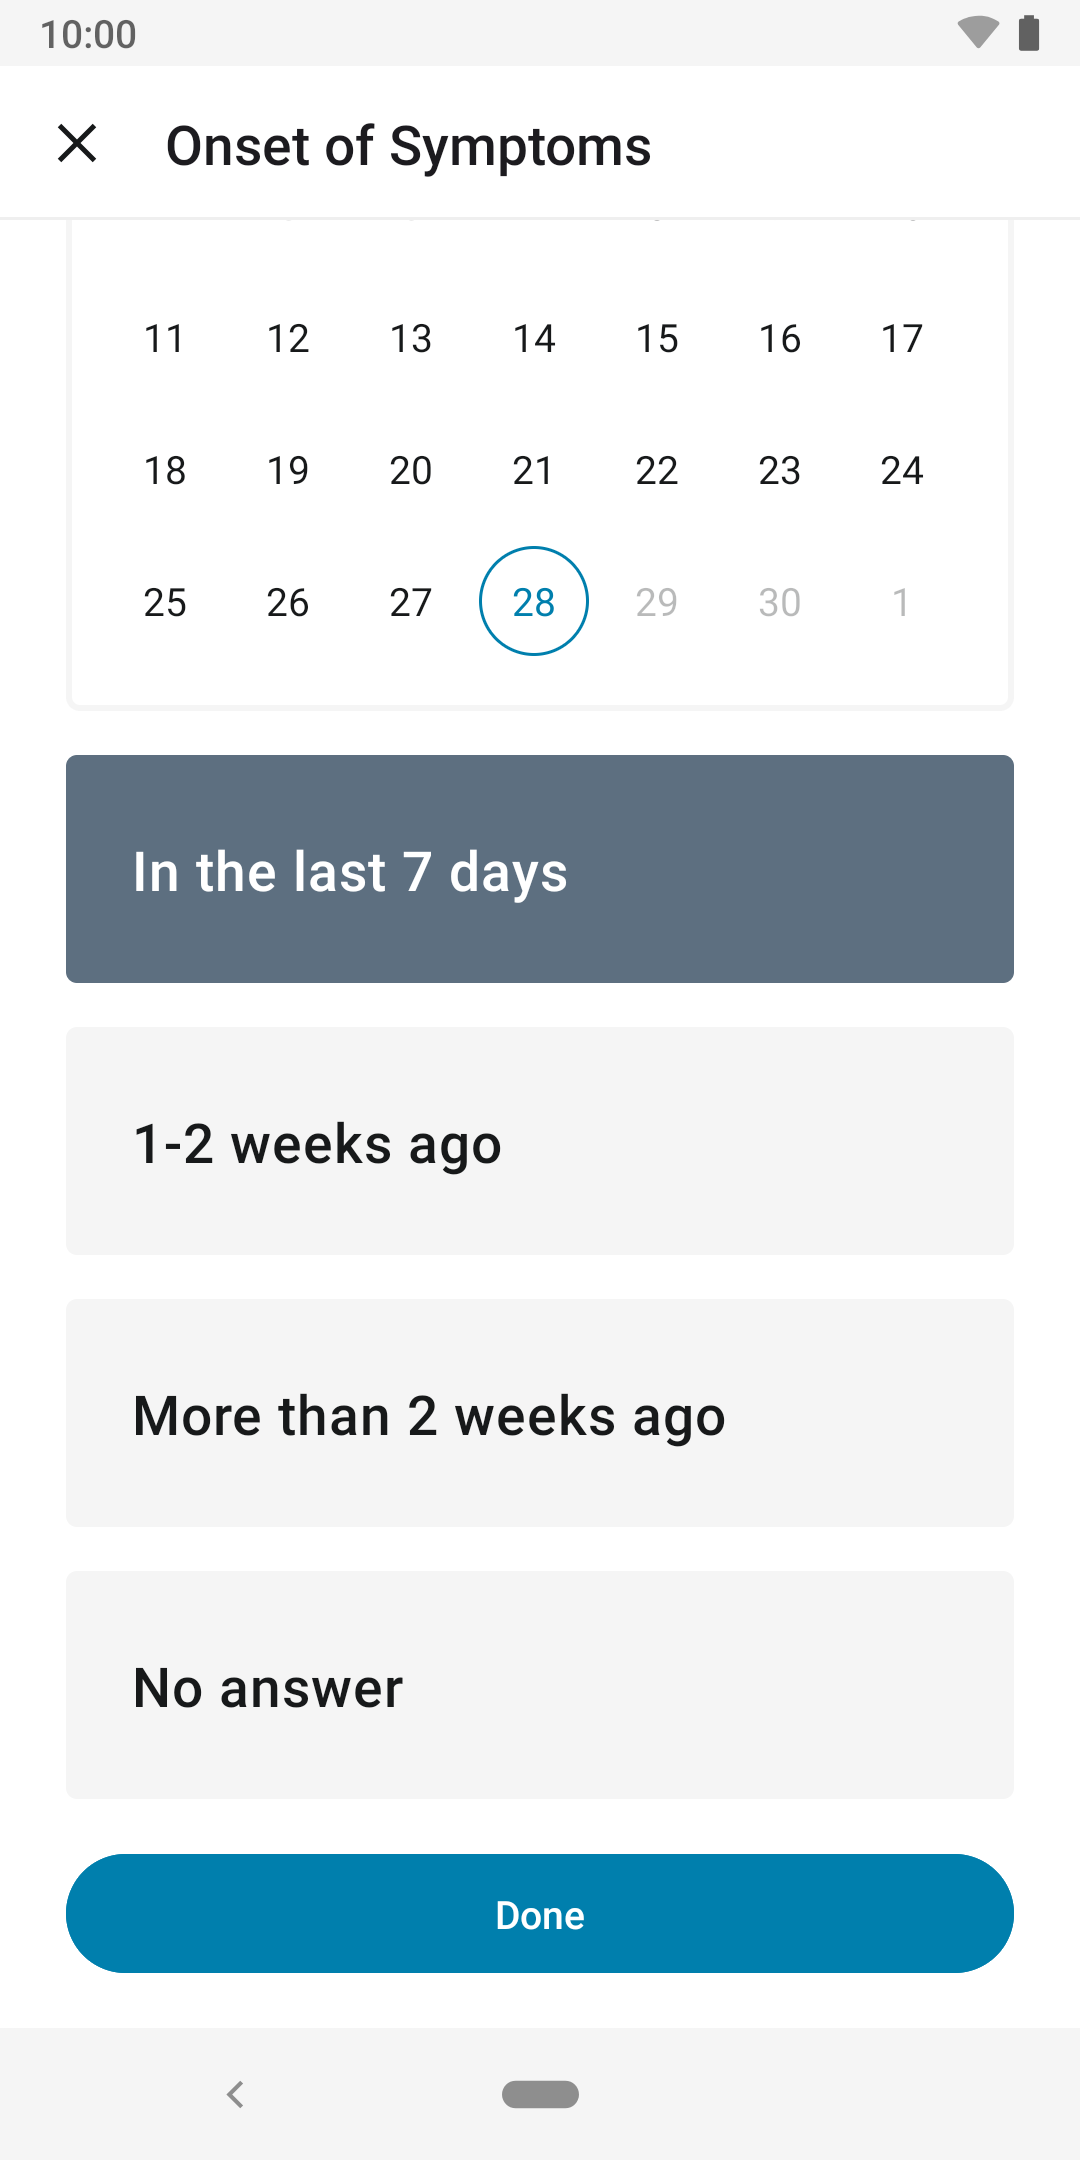 10:00
Onset of Symptoms
11 12 13 14 15 16 17
18 19 20 21 22 23 24
25 26 27 28 29 30 1
In the last 7 days
1-2 weeks ago
More than 2 weeks ago
No answer
Done